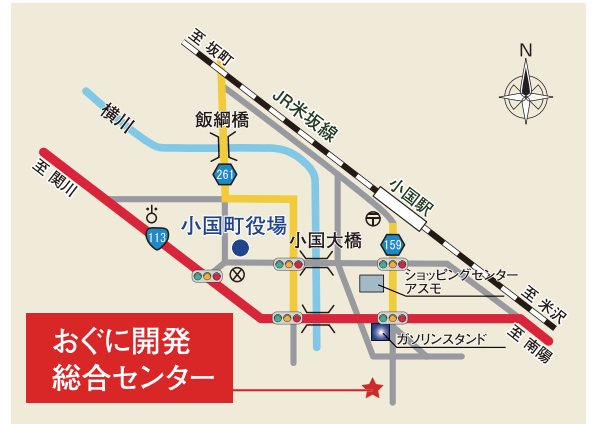 至 坂町
N
横川
飯綱橋
JR米坂線
至 関川
261
小国駅
小国町役場
113
小国大橋
159
ショッピングセンター
アスモ
至 米沢
至 南陽
おぐに開発
総合センター
ガソリンスタンド